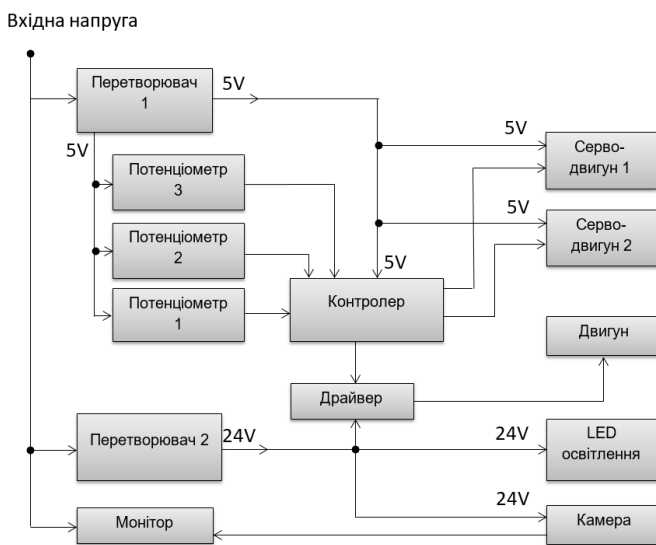 Вхідна напруга
Перетворювач
1
5V
5V
5V
Серво-
двигун 1
Потенціометр
3
5V
Серво-
двигун 2
Потенціометр
2
5V
Потенціометр
1
Контролер
Двигун
Драйвер
Перетворювач 2
24V
24V
LED
освітлення
24V
Монітор
Камера